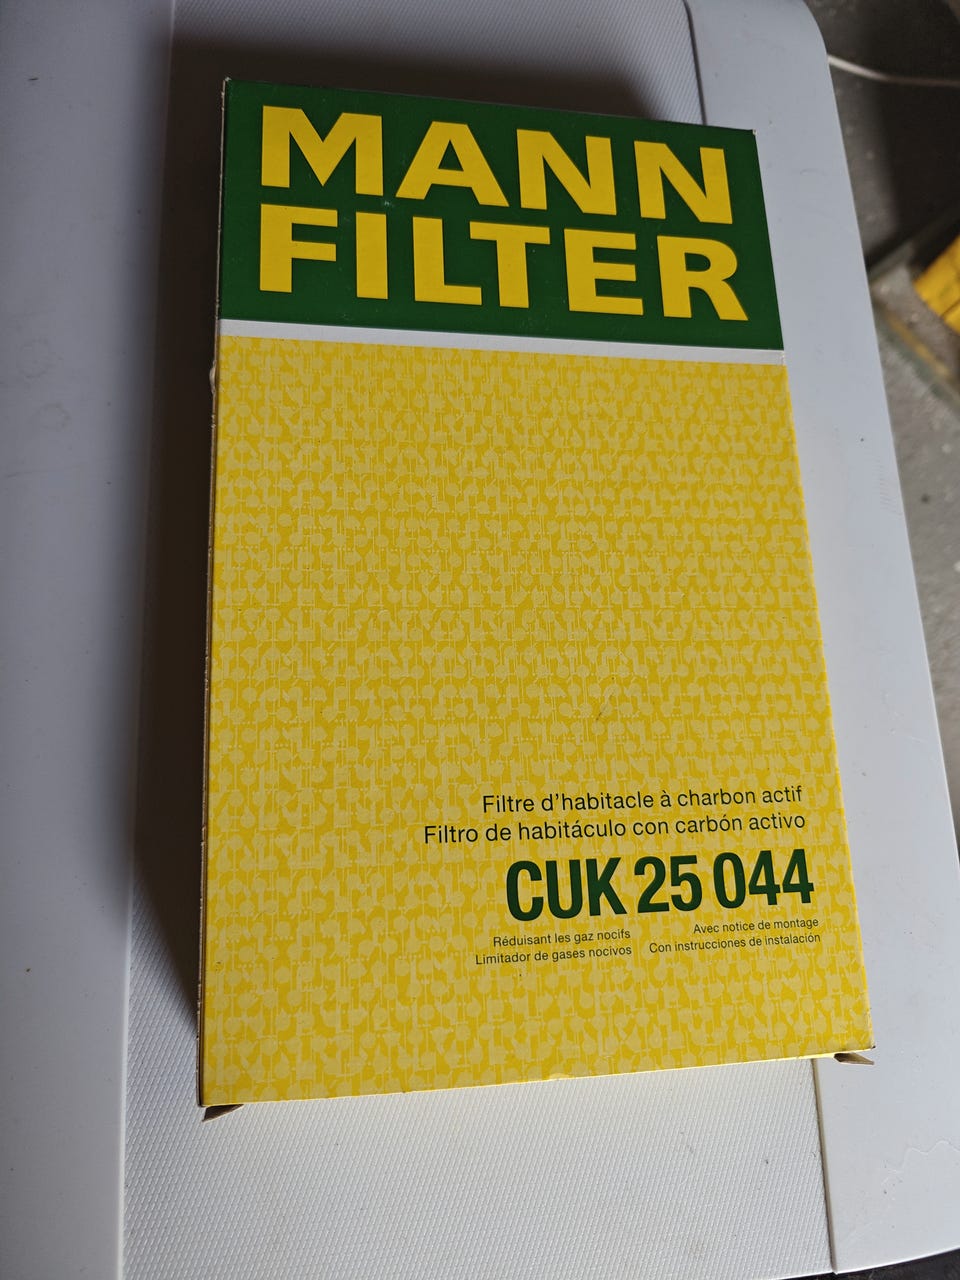 MANN
FILTER
Filtre d’habitacle à charbon actif
Filtro de habitáculo con carbón activo
CUK 25 044
Réduisant les gaz nocifs
Limitador de gases nocivos
Avec notice de montage
Con instrucciones de instalación